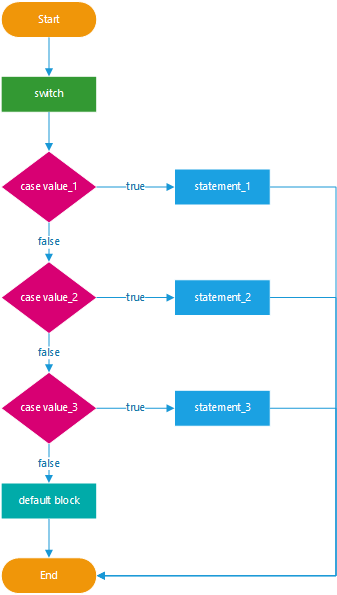 Start
switch
case value_1
true
statement_1
false
case value_2
true
statement_2
false
case value_3
true
statement_3
false
default block
End